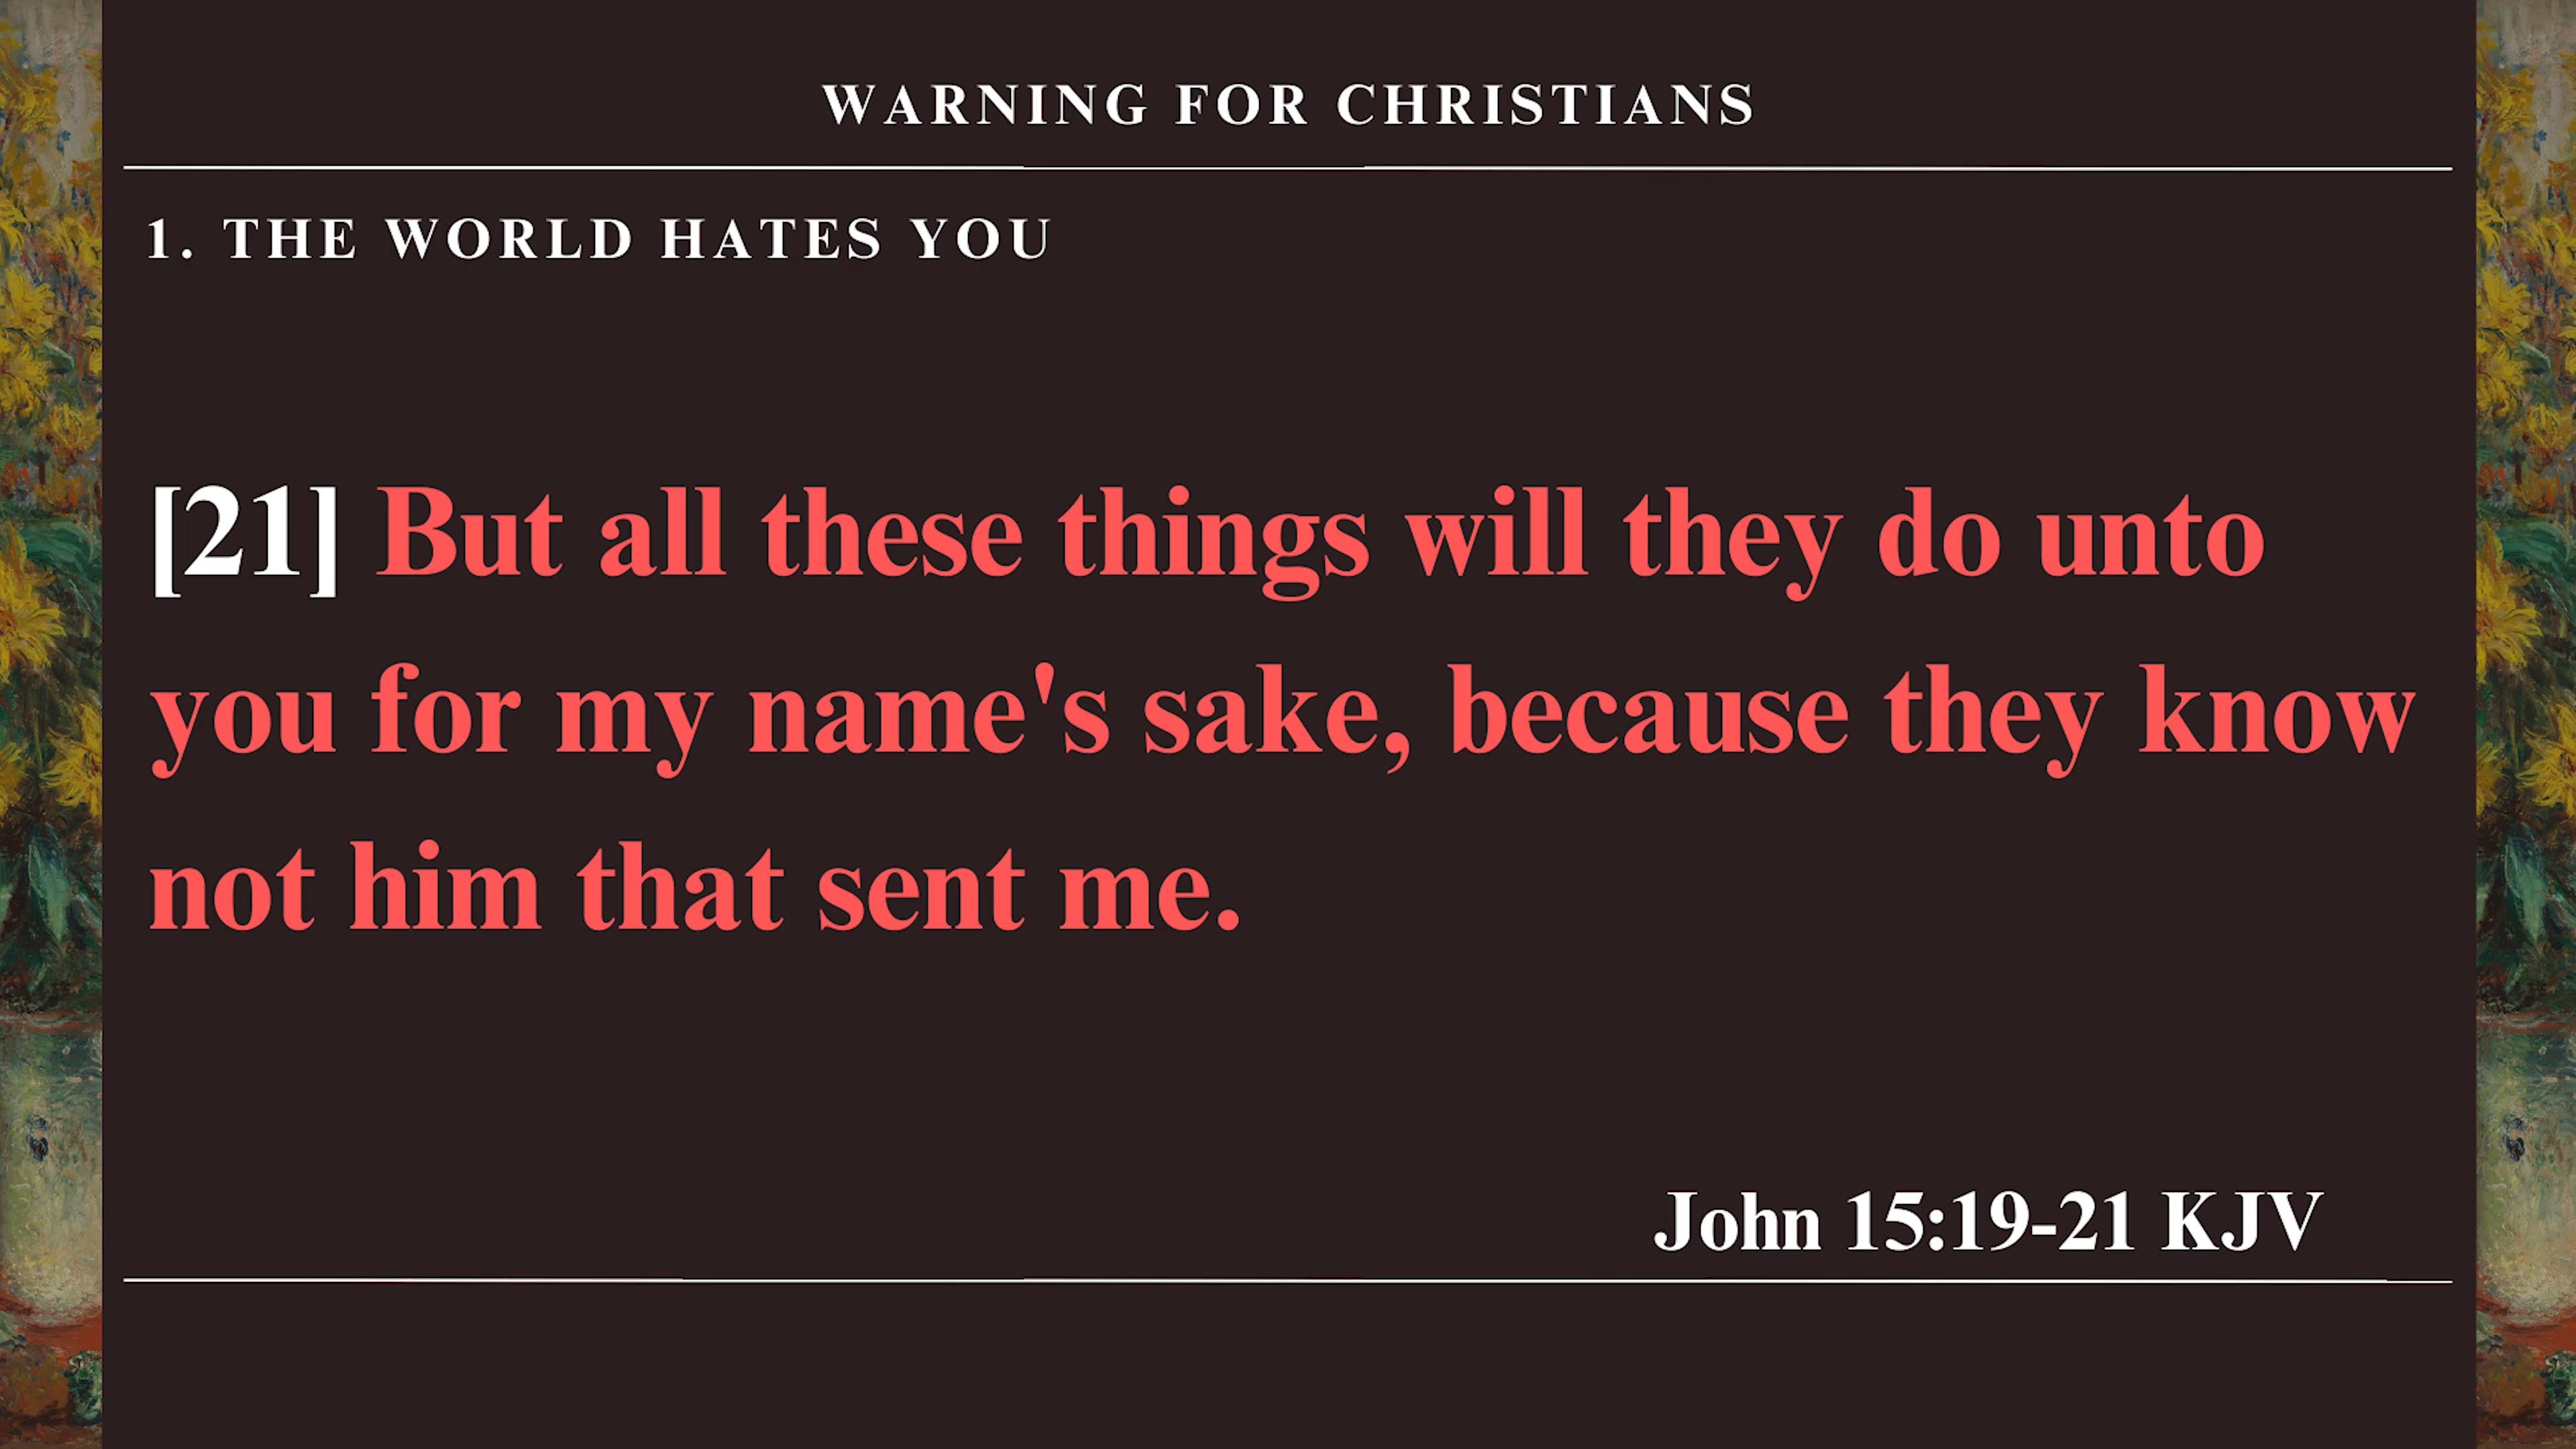 WARNING FOR CHRISTIANS
1. THE WORLD HATES YOU
[21] But all these things will they do unto
you for my name's sake, because they know
not him that sent me.
John 15:19-21 KJV